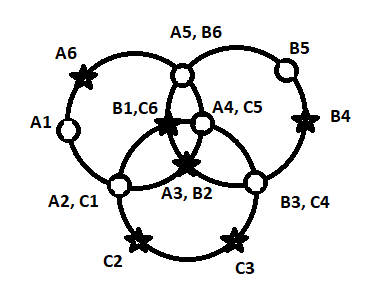 A5, B6
A6
B5
B1,C6
A4, C5
A1
B4
A2, C1
A3, B2
B3, C4
C2
C3